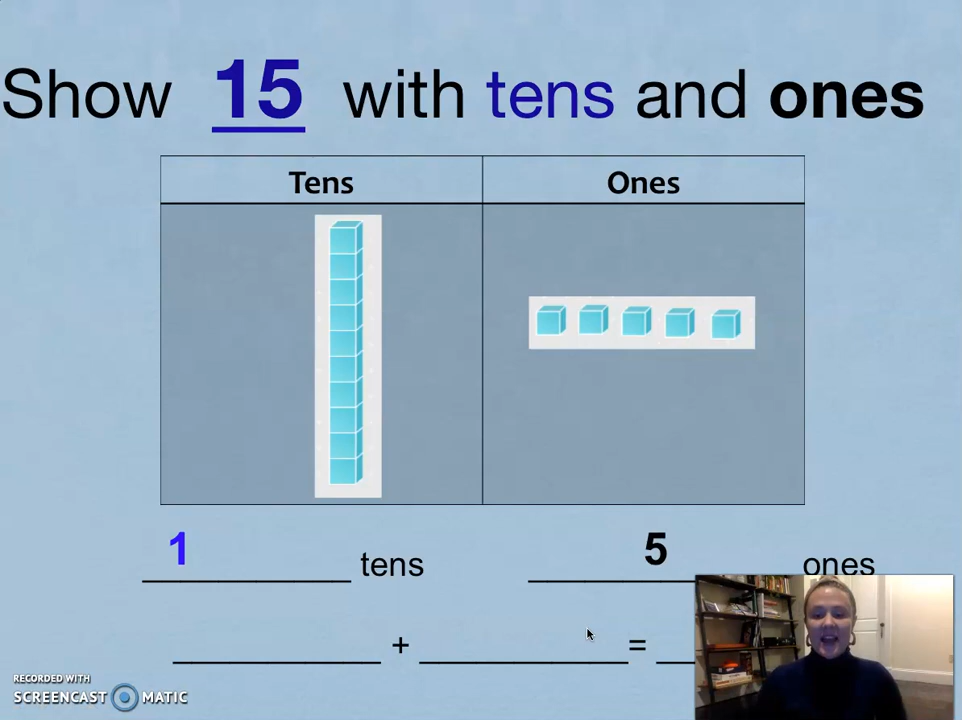 Show 15 with tens and ones
Tens Ones
1 tens 5 ones
+ =
RECORDED WITH
SCREENCAST MATIC